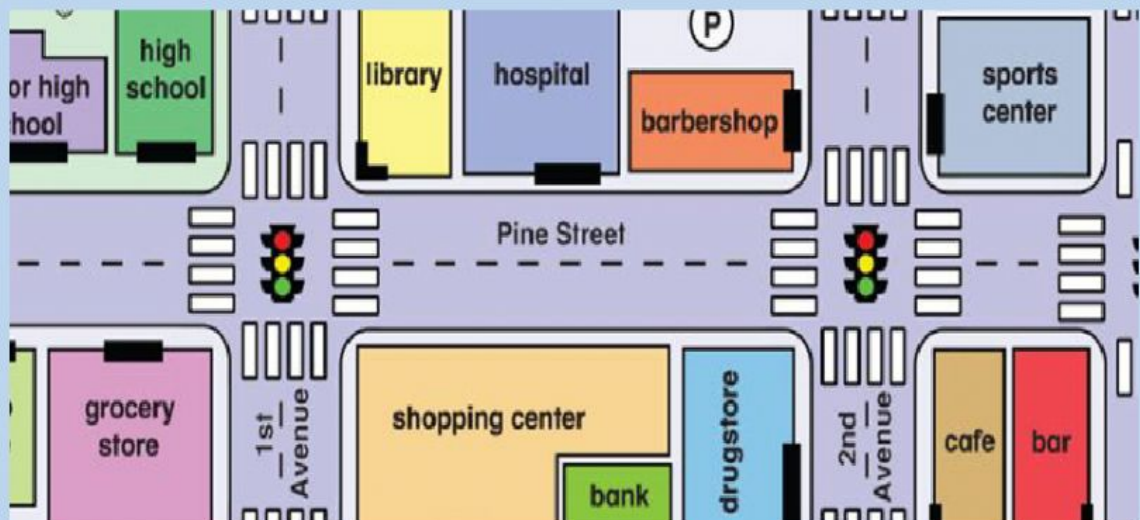 P
high
school
or high
hool
library
hospital
barbershop
sports
center
Pine Street
grocery
store
1st
Avenue
shopping center
bank
drugstore
2nd
Avenue
cafe
bar